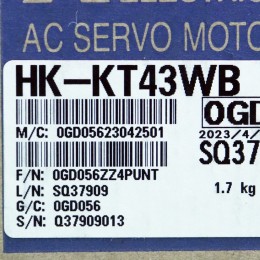 AC SERVO MOTO
HK-KT43WB
0GD
M/C: 0GD05623042501
2023/4/
SQ37
F/N: 0GD056ZZ4PUNT
L/N: SQ37909
1.7 kg
G/C: 0GD056
S/N: Q37909013